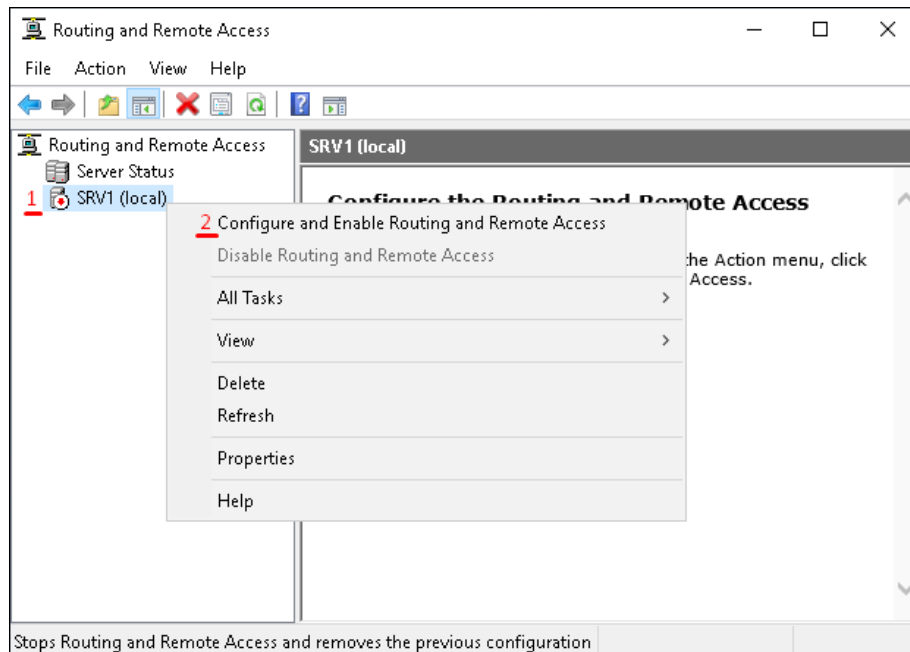 Routing and Remote Access
File Action View Help
Routing and Remote Access
Server Status
1 SRV1 (local)
SRV1 (local)
Configure the Routing and Remote Access
2 Configure and Enable Routing and Remote Access
Disable Routing and Remote Access
the Action menu, click
Access.
All Tasks
View
Delete
Refresh
Properties
Help
Stops Routing and Remote Access and removes the previous configuration